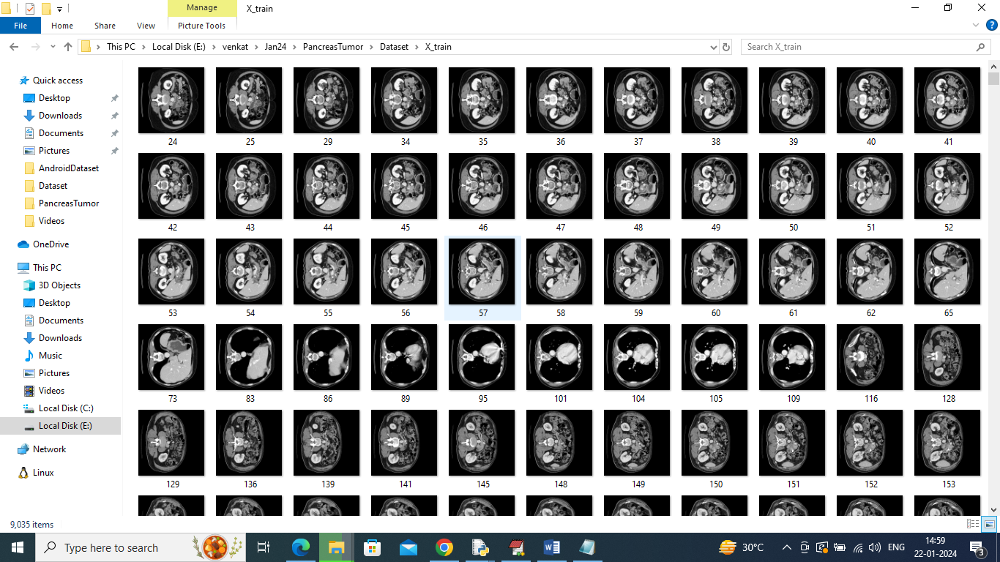 Manage
X_train
File
Home
Share
View
Picture Tools
This PC
Local Disk (E:)
venkat
Jan24
PancreasTumor
Dataset
X_train
Search X_train
Quick access
Desktop
Downloads
Documents
Pictures
AndroidDataset
Dataset
PancreasTumor
Videos
OneDrive
This PC
3D Objects
Desktop
Documents
Downloads
Music
Pictures
Videos
Local Disk (C:)
Local Disk (E:)
Network
Linux
24 25 29 34 35 36 37 38 39 40 41
42 43 44 45 46 47 48 49 50 51 52
53 54 55 56 57 58 59 60 61 62 65
73 83 86 89 95 101 104 105 109 116 128
129 136 139 141 145 148 149 150 151 152 153
9,035 items
Type here to search
30°C
ENG
14:59
22-01-2024
3